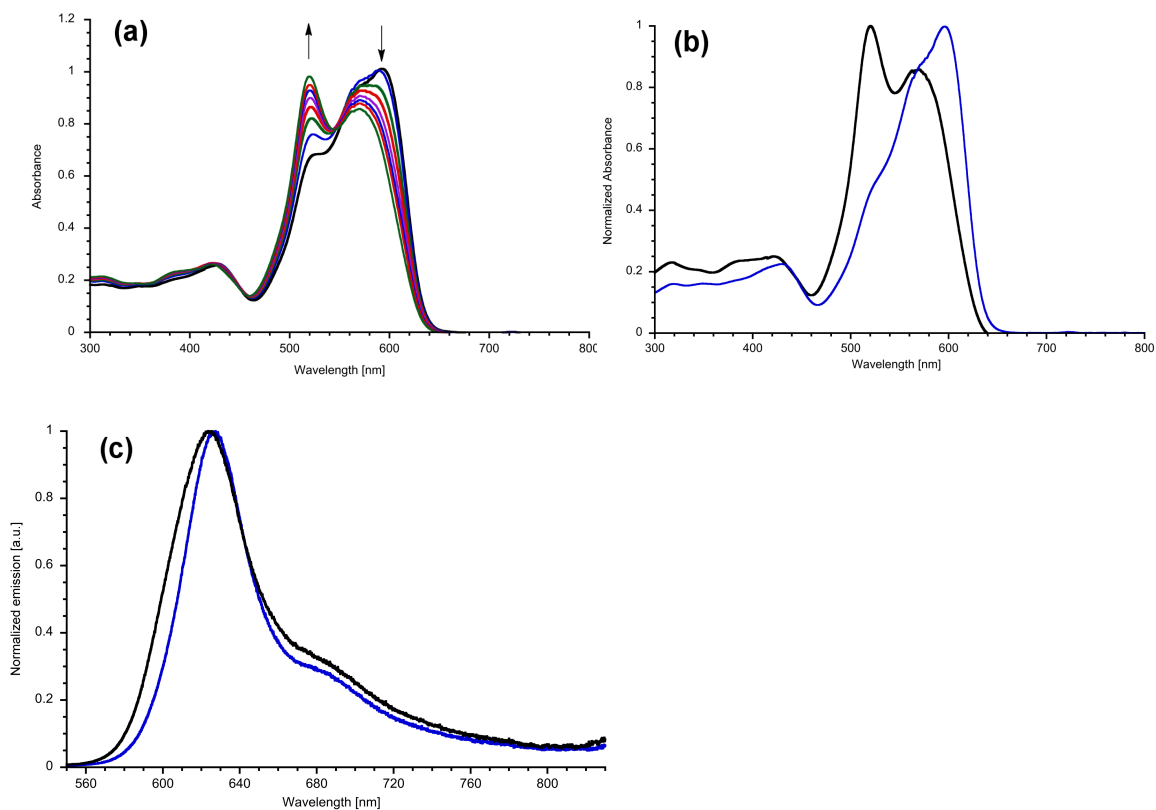 (a)
1.2
1
0.8
0.6
0.4
0.2
0
Absorbance
300 400 500 600 700 800
Wavelength [nm]
(b)
1
0.8
0.6
0.4
0.2
0
Normalized Absorbance
300 400 500 600 700 800
Wavelength [nm]
(c)
1
0.8
0.6
0.4
0.2
0
Normalized emission [a.u.]
560 600 640 680 720 760 800
Wavelength [nm]